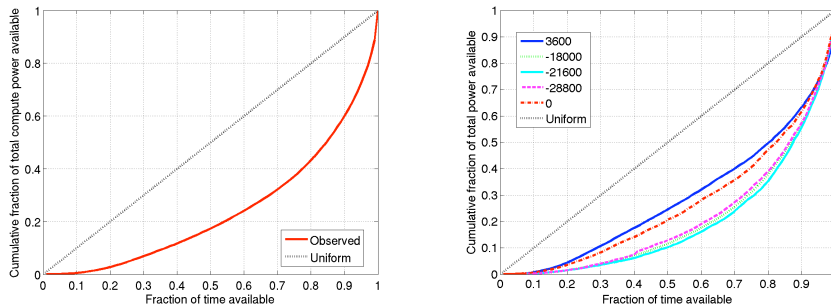 Cumulative fraction of total compute power available
1
0.8
0.6
0.4
0.2
0
0 0.1 0.2 0.3 0.4 0.5 0.6 0.7 0.8 0.9 1
Fraction of time available
Observed
Uniform
Cumulative fraction of total power available
1
0.9
0.8
0.7
0.6
0.5
0.4
0.3
0.2
0.1
0
0 0.1 0.2 0.3 0.4 0.5 0.6 0.7 0.8 0.9
Fraction of time available
3600
-18000
-21600
-28800
0
Uniform